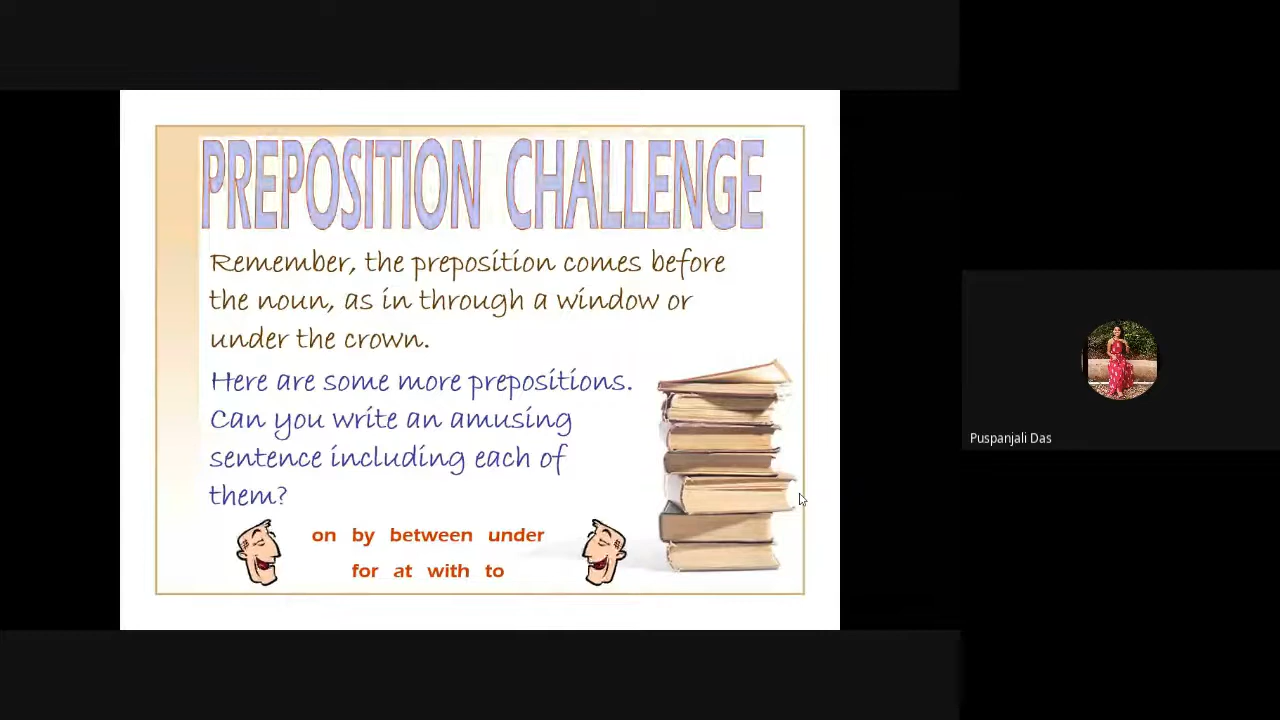 PREPOSITION CHALLENGE
Remember, the preposition comes before
the noun, as in through a window or
under the crown.
Here are some more prepositions.
Can you write an amusing
sentence including each of
them?
on by between under
for at with to
Puspanjali Das